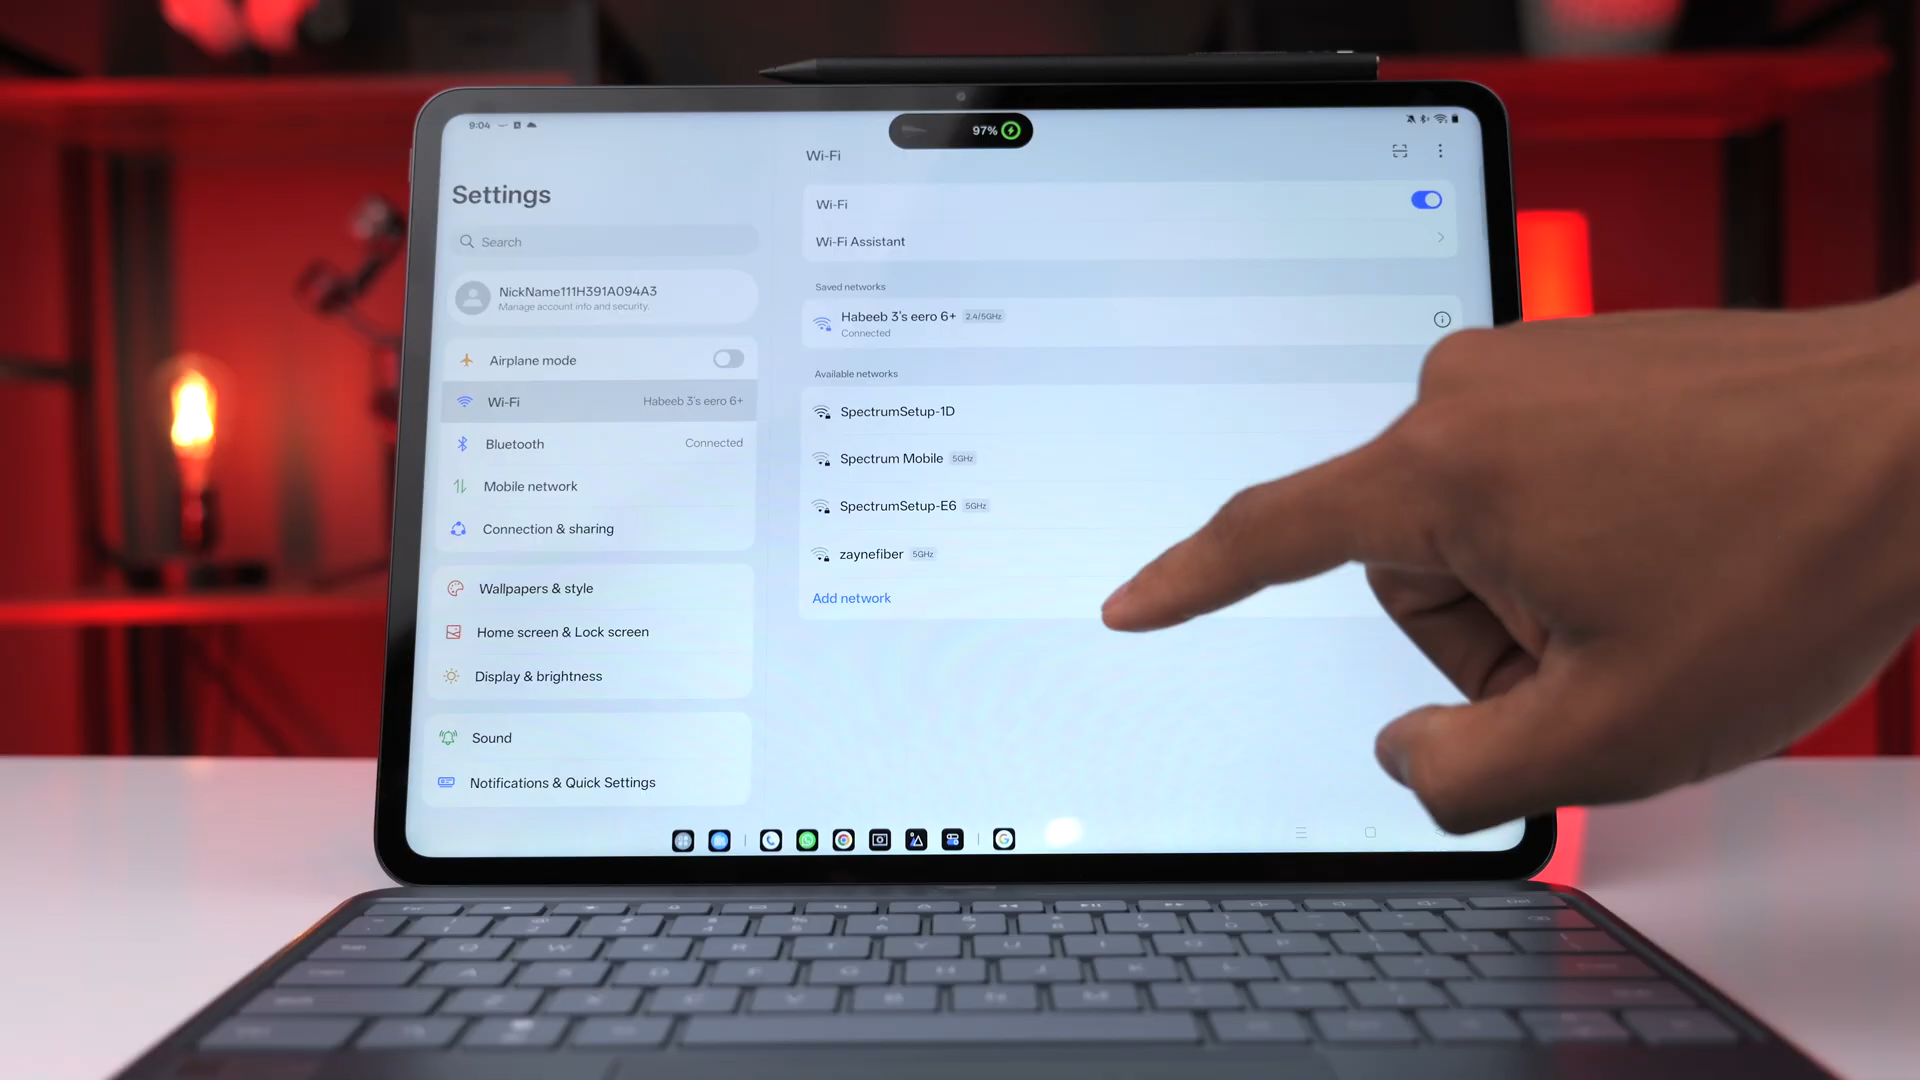 9:04
97%
Settings
Search
NickName111H391A094A3
Manage account info and security.
Airplane mode
Wi-Fi
Habeeb 3's eero 6+
Bluetooth
Connected
Mobile network
Connection & sharing
Wallpapers & style
Home screen & Lock screen
Display & brightness
Sound
Notifications & Quick Settings
Wi-Fi
Wi-Fi
Wi-Fi Assistant
Saved networks
Habeeb 3's eero 6+ 2.4/5GHz
Connected
Available networks
SpectrumSetup-1D
Spectrum Mobile 5GHz
SpectrumSetup-E6 5GHz
zaynefiber 5GHz
Add network